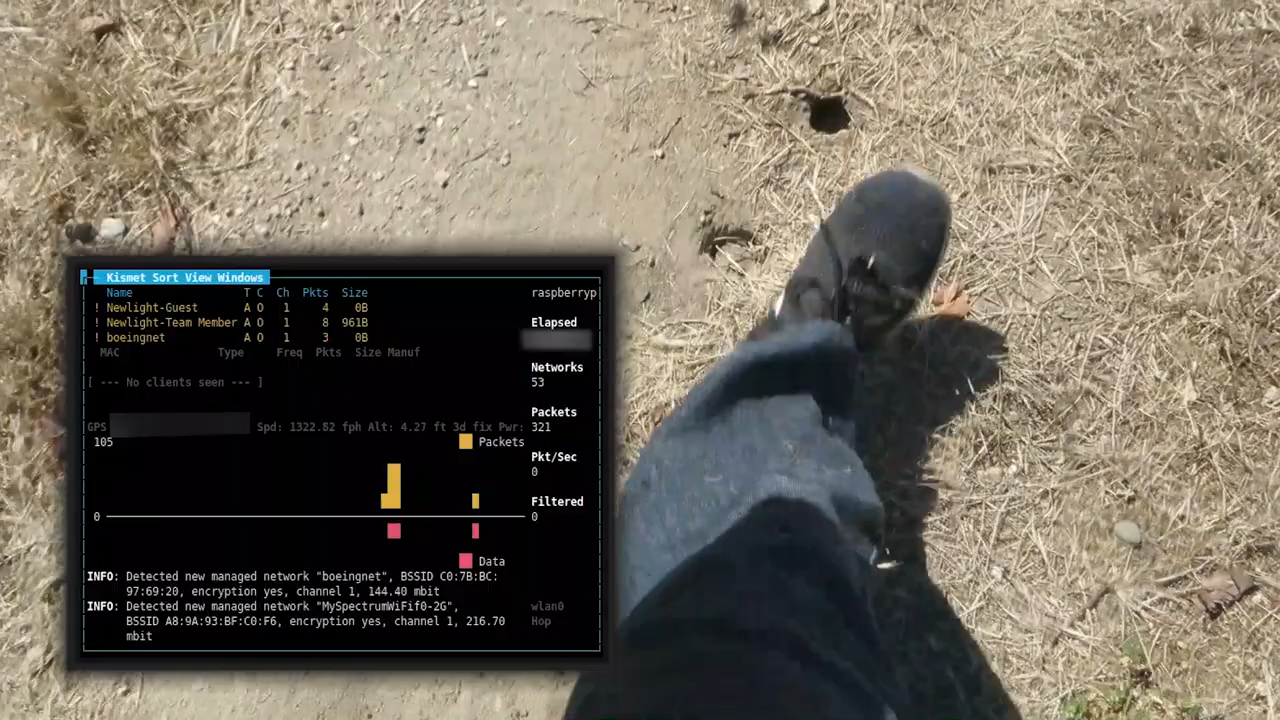 Kismet Sort View Windows
Name T C Ch Pkts Size
! Newlight-Guest A O 1 4 0B
! Newlight-Team Member A O 1 8 961B
! boeingnet A O 1 3 0B
MAC Type Freq Pkts Size Manuf
[ --- No clients seen --- ]
GPS Spd: 1322.52 fph Alt: 4.27 ft 3d fix Pwr:
105 Packets
0
Data
INFO: Detected new managed network "boeingnet", BSSID C0:7B:BC:
97:69:20, encryption yes, channel 1, 144.40 mbit
INFO: Detected new managed network "MySpectrumWiFif0-2G",
BSSID A8:9A:93:BF:C0:F6, encryption yes, channel 1, 216.70
mbit
raspberryp
Elapsed
Networks
53
Packets
321
Pkt/Sec
0
Filtered
0
wlan0
Hop